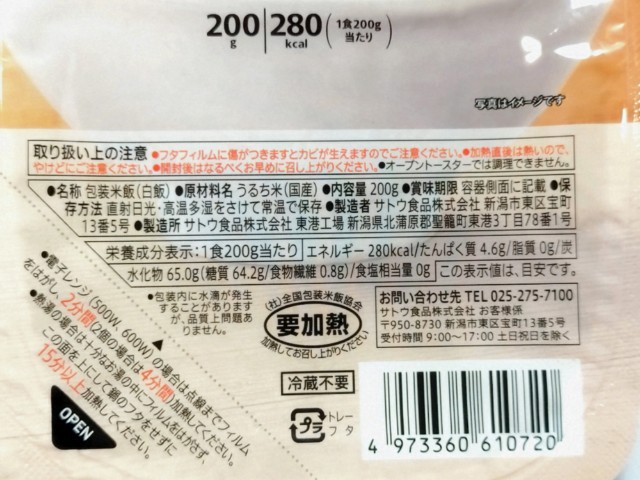 200g 280kcal (1食200g当たり)
写真はイメージです
取り扱い上の注意 ●フタフィルムに傷がつきますとカビが生えますのでご注意ください。●加熱直後は熱いので、
やけどにご注意ください。●開封後はなるべくお早めに召し上がりください。●オーブントースターでは調理できません。
●名称 包装米飯(白飯) ●原材料名 うるち米(国産) ●内容量 200g ●賞味期限 容器側面に記載 ●保
存方法 直射日光・高温多湿をさけて常温で保存 ●製造者 サトウ食品株式会社 新潟市東区宝町
13番5号 ●製造所 サトウ食品株式会社 東港工場 新潟県北蒲原郡聖籠町東港3丁目78番1号
栄養成分表示:1食200g当たり エネルギー 280kcal/たんぱく質 4.6g/脂質 0g/炭
水化物 65.0g(糖質 64.2g/食物繊維 0.8g)/食塩相当量 0g この表示値は、目安です。
●電子レンジ(500W、600W)の場合は点線までフィルム
をはがし2分間(2個の場合は4分間)加熱してください。
●熱湯の場合は十分なお湯の中にフィルムをはがさず、
この面を上にして鍋のフタをせずに
15分以上加熱してください。
OPEN
●包装内に水滴が発生
することがあります
が、品質上問題あ
りません。
(社)全国包装米飯協会
要加熱
加熱してお召し上がりください
冷蔵不要
プラ
トレー
フタ
お問い合わせ先 TEL 025-275-7100
サトウ食品株式会社 お客様係
〒950-8730 新潟市東区宝町13番5号
受付時間 9:00〜17:00 土日祝日を除く
4 973360 610720